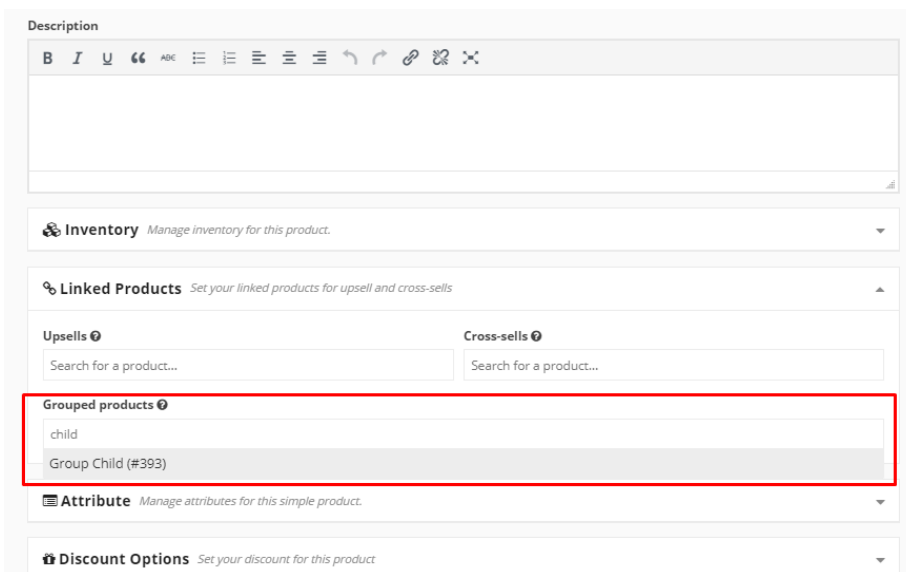 Description
B I U ABC
Inventory Manage inventory for this product.
Linked Products Set your linked products for upsell and cross-sells
Upsells Cross-sells
Search for a product... Search for a product...
Grouped products
child
Group Child (#393)
Attribute Manage attributes for this simple product.
Discount Options Set your discount for this product